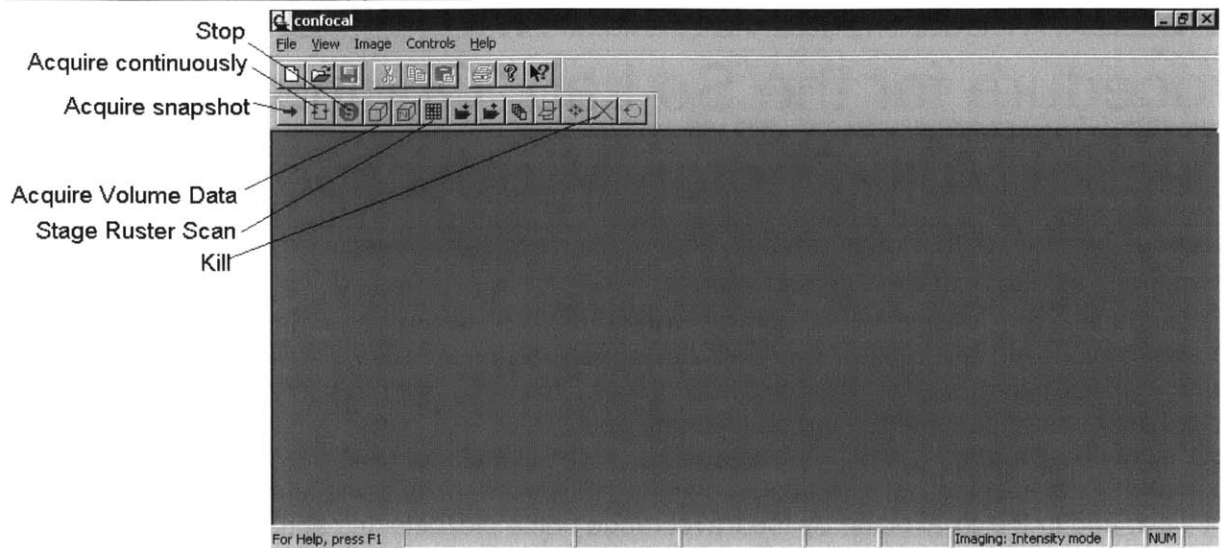 confocal
File View Image Controls Help
Stop
Acquire continuously
Acquire snapshot
Acquire Volume Data
Stage Ruster Scan
Kill
For Help, press F1
Imaging: Intensity mode
NUM